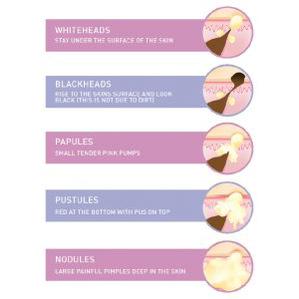 WHITEHEADS
STAY UNDER THE SURFACE OF THE SKIN
BLACKHEADS
RISE TO THE SKINS SURFACE AND LOOK
BLACK (THIS IS NOT DUE TO DIRT)
PAPULES
SMALL TENDER PINK PUMPS
PUSTULES
RED AT THE BOTTOM WITH PUS ON TOP
NODULES
LARGE PAINFUL PIMPLES DEEP IN THE SKIN